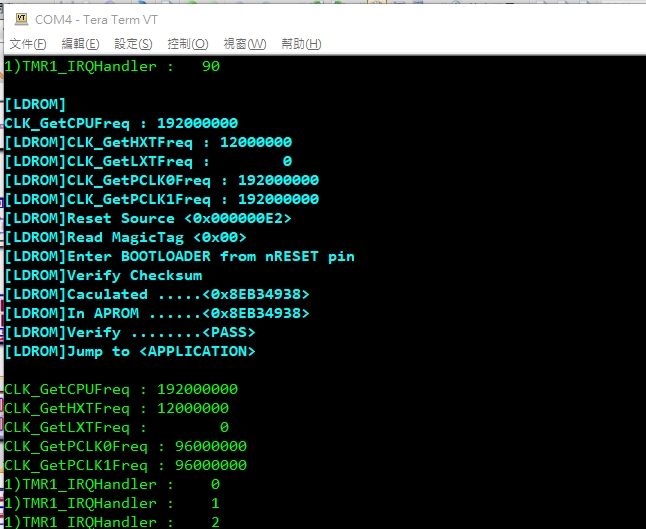 COM4 - Tera Term VT
文件(F) 編輯(E) 設定(S) 控制(O) 視窗(W) 幫助(H)
1)TMR1_IRQHandler :   90
[LDROM]
CLK_GetCPUFreq : 192000000
[LDROM]CLK_GetHXTFreq : 12000000
[LDROM]CLK_GetLXTFreq :        0
[LDROM]CLK_GetPCLK0Freq : 192000000
[LDROM]CLK_GetPCLK1Freq : 192000000
[LDROM]Reset Source <0x000000E2>
[LDROM]Read MagicTag <0x00>
[LDROM]Enter BOOTLOADER from nRESET pin
[LDROM]Verify Checksum
[LDROM]Caculated .....<0x8EB34938>
[LDROM]In APROM ......<0x8EB34938>
[LDROM]Verify ........<PASS>
[LDROM]Jump to <APPLICATION>
CLK_GetCPUFreq : 192000000
CLK_GetHXTFreq : 12000000
CLK_GetLXTFreq :        0
CLK_GetPCLK0Freq : 96000000
CLK_GetPCLK1Freq : 96000000
1)TMR1_IRQHandler :    0
1)TMR1_IRQHandler :    1
1)TMR1_IRQHandler :    2